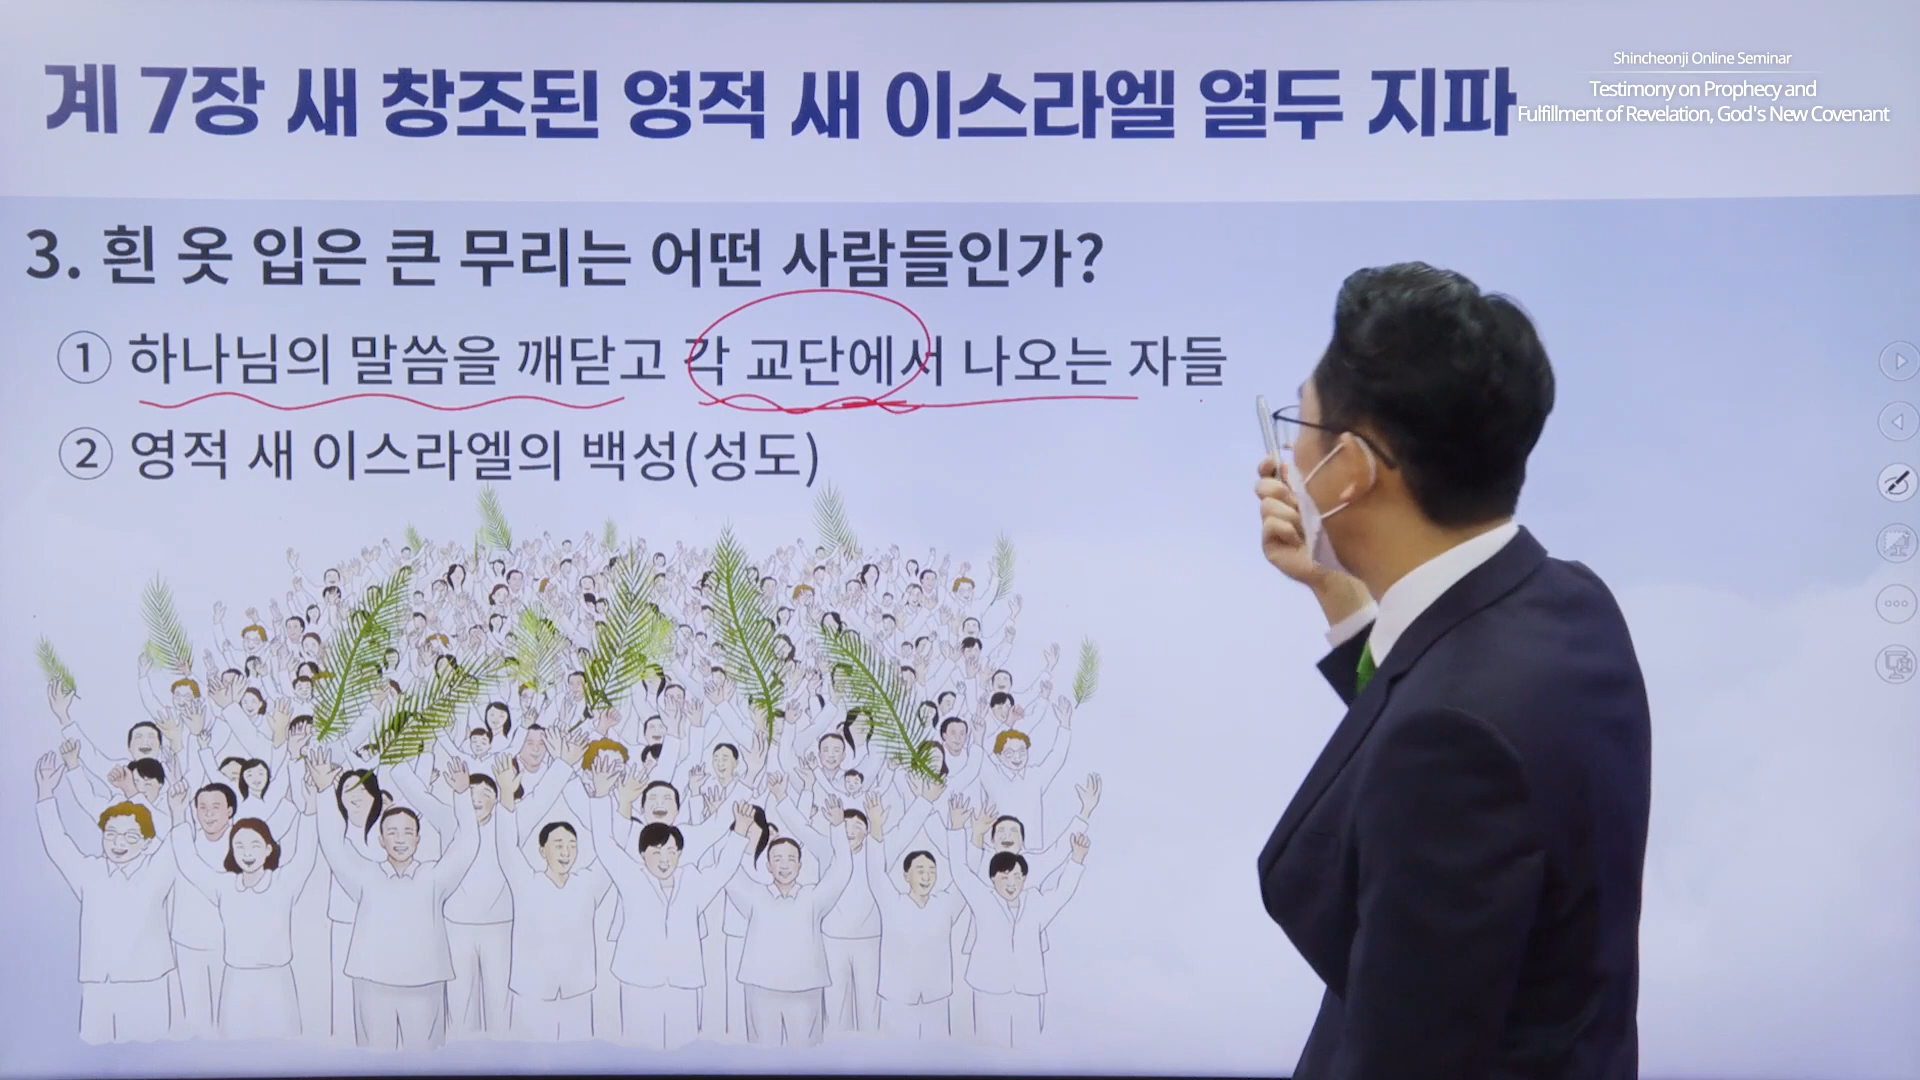 계 7장 새 창조된 영적 새 이스라엘 열두 지파
Shincheonji Online Seminar
Testimony on Prophecy and
Fulfillment of Revelation, God's New Covenant
3. 흰 옷 입은 큰 무리는 어떤 사람들인가?
① 하나님의 말씀을 깨닫고 각 교단에서 나오는 자들
② 영적 새 이스라엘의 백성(성도)